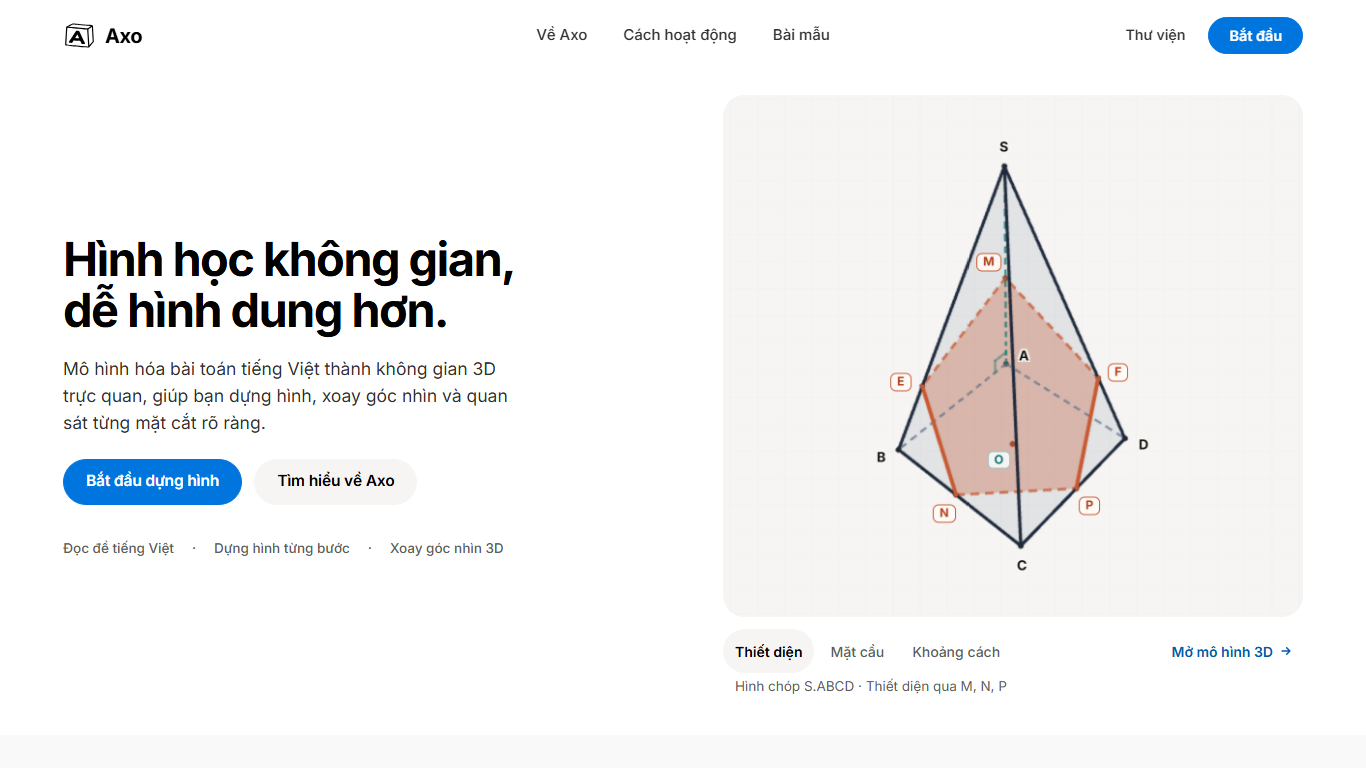 A Axo
Về Axo
Cách hoạt động
Bài mẫu
Thư viện
Bắt đầu
Hình học không gian,
dễ hình dung hơn.
Mô hình hóa bài toán tiếng Việt thành không gian 3D
trực quan, giúp bạn dựng hình, xoay góc nhìn và quan
sát từng mặt cắt rõ ràng.
Bắt đầu dựng hình
Tìm hiểu về Axo
Đọc đề tiếng Việt · Dựng hình từng bước · Xoay góc nhìn 3D
S
M
A
E
F
B
D
O
N
P
C
Thiết diện
Mặt cầu
Khoảng cách
Mở mô hình 3D →
Hình chóp S.ABCD · Thiết diện qua M, N, P